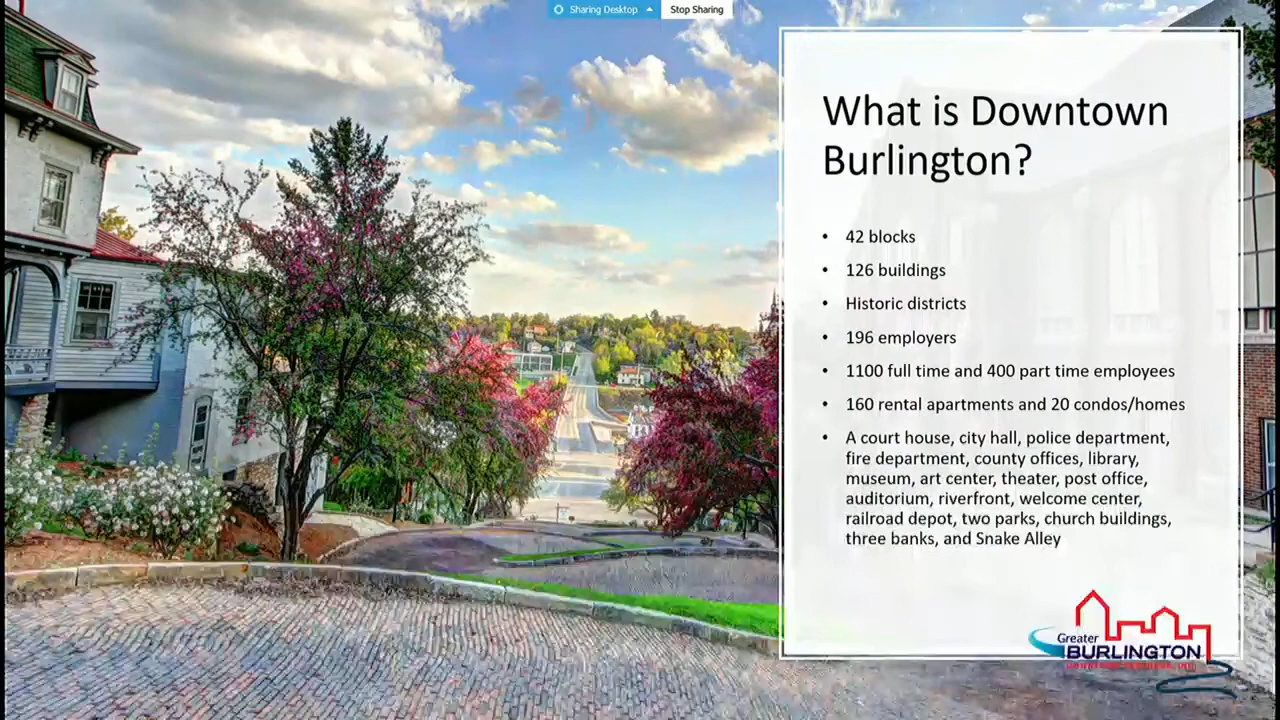 Sharing Desktop
Stop Sharing
What is Downtown
Burlington?
• 42 blocks
• 126 buildings
• Historic districts
• 196 employers
• 1100 full time and 400 part time employees
• 160 rental apartments and 20 condos/homes
• A court house, city hall, police department,
fire department, county offices, library,
museum, art center, theater, post office,
auditorium, riverfront, welcome center,
railroad depot, two parks, church buildings,
three banks, and Snake Alley
Greater
BURLINGTON